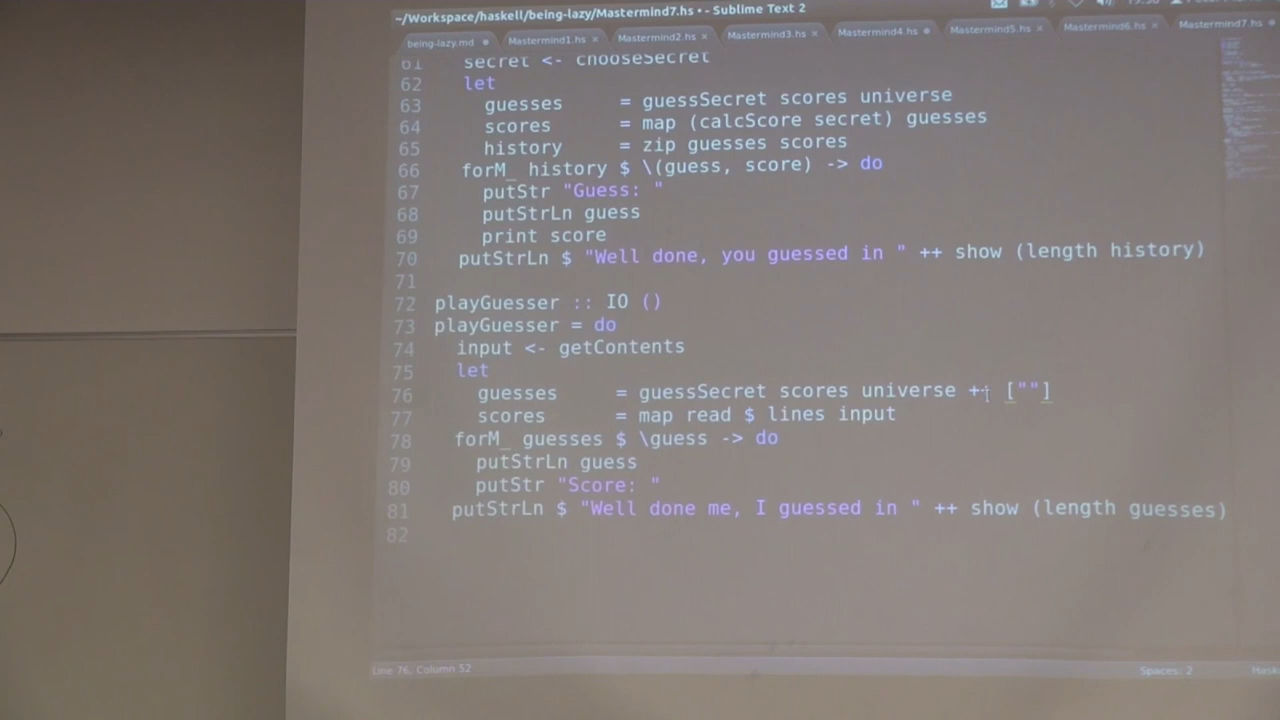 ~/Workspace/haskell/being-lazy/Mastermind7.hs • - Sublime Text 2
being-lazy.md Mastermind1.hs Mastermind2.hs Mastermind3.hs Mastermind4.hs Mastermind5.hs Mastermind6.hs Mastermind7.hs
61 secret <- chooseSecret
62 let
63 guesses = guessSecret scores universe
64 scores = map (calcScore secret) guesses
65 history = zip guesses scores
66 forM_ history $ \(guess, score) -> do
67 putStr "Guess: "
68 putStrLn guess
69 print score
70 putStrLn $ "Well done, you guessed in " ++ show (length history)
71
72 playGuesser :: IO ()
73 playGuesser = do
74 input <- getContents
75 let
76 guesses = guessSecret scores universe ++ [""]
77 scores = map read $ lines input
78 forM_ guesses $ \guess -> do
79 putStrLn guess
80 putStr "Score: "
81 putStrLn $ "Well done me, I guessed in " ++ show (length guesses)
82
Line 76, Column 52 Spaces: 2